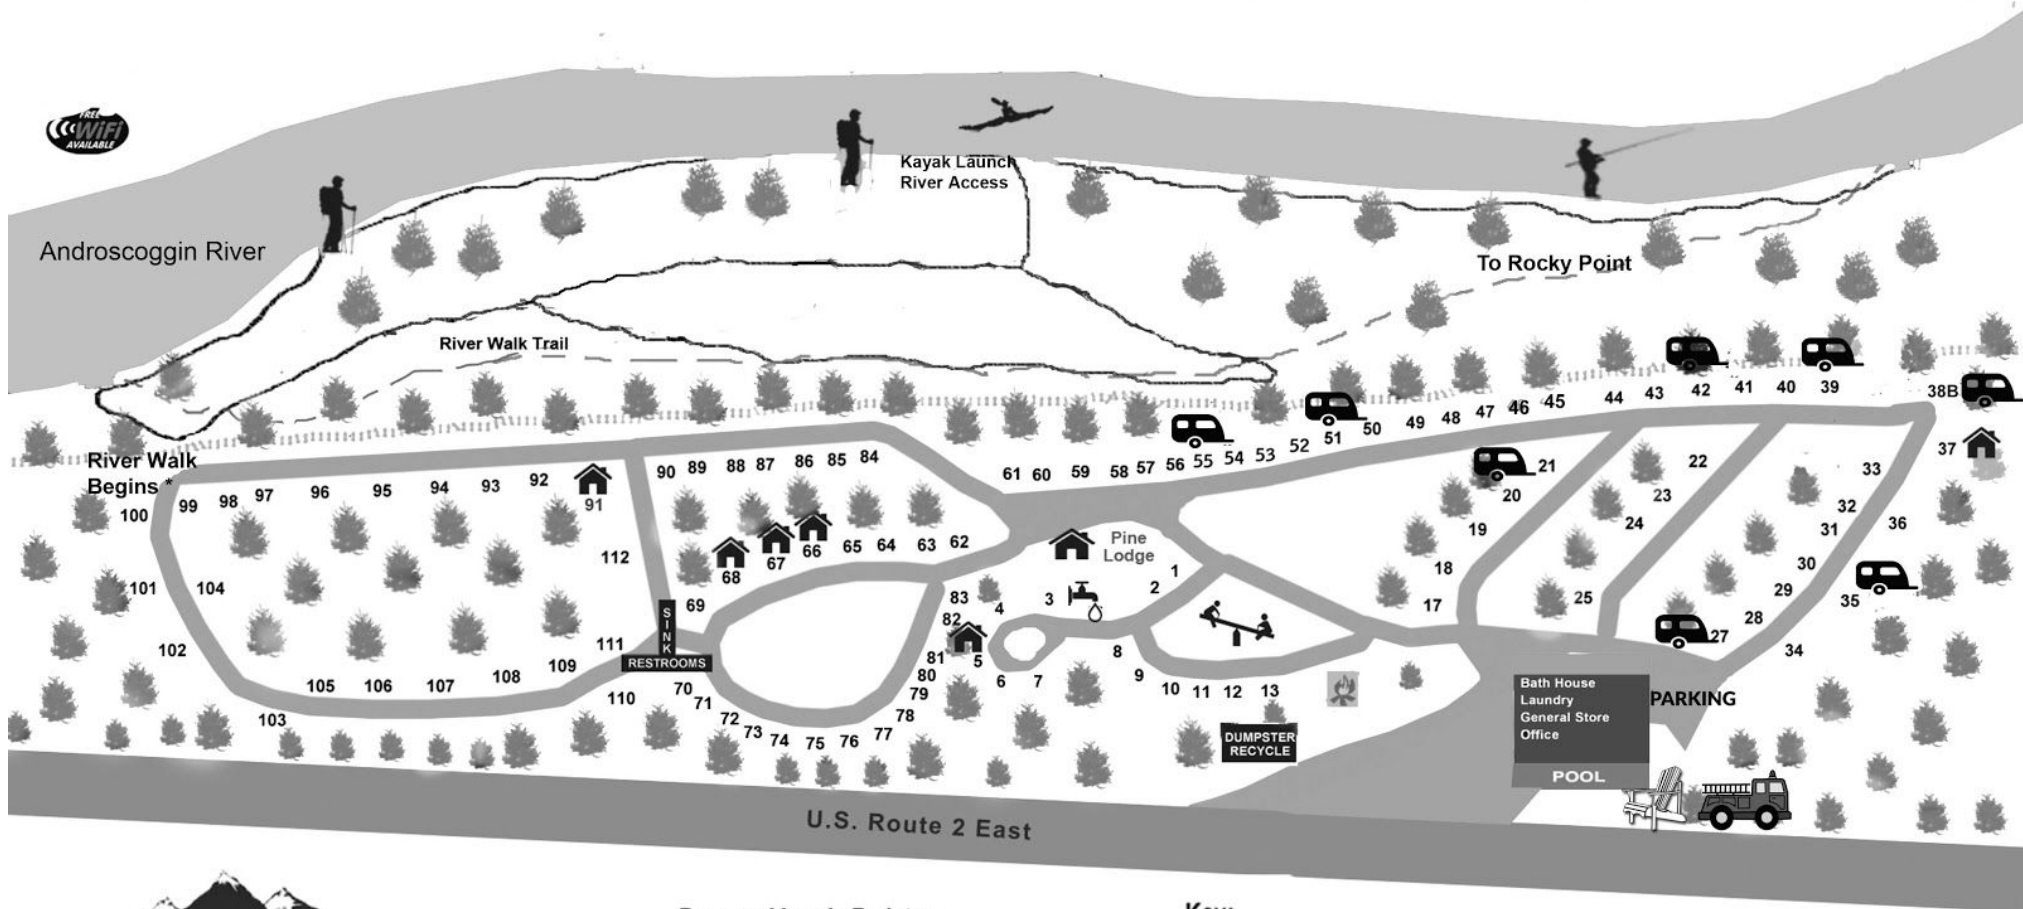 FREE
WiFi
AVAILABLE
Kayak Launch
River Access
Androscoggin River
To Rocky Point
River Walk Trail
38B
44 43 42 41 40 39
61 60 59 58 57 56 55 54 53 52 51 50 49 48 47 46 45
37
River Walk
Begins *
100 99 98 97 96 95 94 93 92 91
90 89 88 87 86 85 84
21 22 33
20 23 32
19 24 31 36
112
68 67 66 65 64 63 62
Pine
Lodge
1
2
3
4
18 30
17 25 29 35
101 104
69
83
82
28
27
34
S
I
N
K
RESTROOMS
111
102
81 5
80
79
78
77
6 7 8 9 10 11 12 13
109
108
105 106 107
103
110
70
71
72
73
74 75 76
Bath House
Laundry
General Store
Office
POOL
PARKING
DUMPSTER
RECYCLE
U.S. Route 2 East